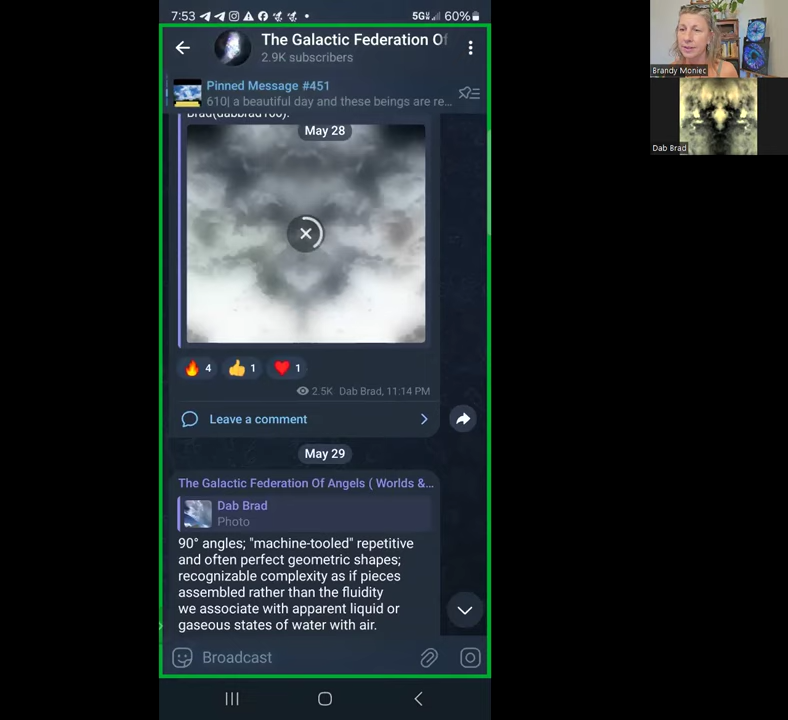 7:53
5G
60%
The Galactic Federation Of
2.9K subscribers
Pinned Message #451
610| a beautiful day and these beings are re...
Brad(dabbrad100).
May 28
4
1
1
2.5K Dab Brad, 11:14 PM
Leave a comment
May 29
The Galactic Federation Of Angels ( Worlds &...
Dab Brad
Photo
90° angles; "machine-tooled" repetitive
and often perfect geometric shapes;
recognizable complexity as if pieces
assembled rather than the fluidity
we associate with apparent liquid or
gaseous states of water with air.
Broadcast
Brandy Moniec
Dab Brad